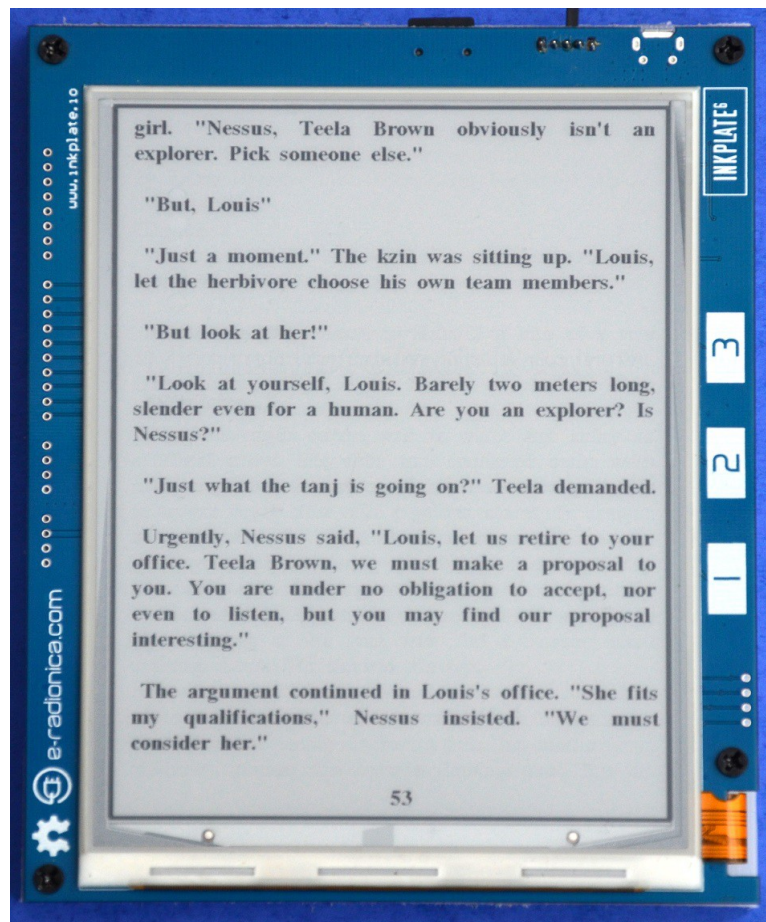 www.inkplate.io
INKPLATE6
girl. "Nessus, Teela Brown obviously isn't an
explorer. Pick someone else."
"But, Louis"
"Just a moment." The kzin was sitting up. "Louis,
let the herbivore choose his own team members."
"But look at her!"
"Look at yourself, Louis. Barely two meters long,
slender even for a human. Are you an explorer? Is
Nessus?"
"Just what the tanj is going on?" Teela demanded.
Urgently, Nessus said, "Louis, let us retire to your
office. Teela Brown, we must make a proposal to
you. You are under no obligation to accept, nor
even to listen, but you may find our proposal
interesting."
The argument continued in Louis's office. "She fits
my qualifications," Nessus insisted. "We must
consider her."
53
3
2
1
e-radionica.com